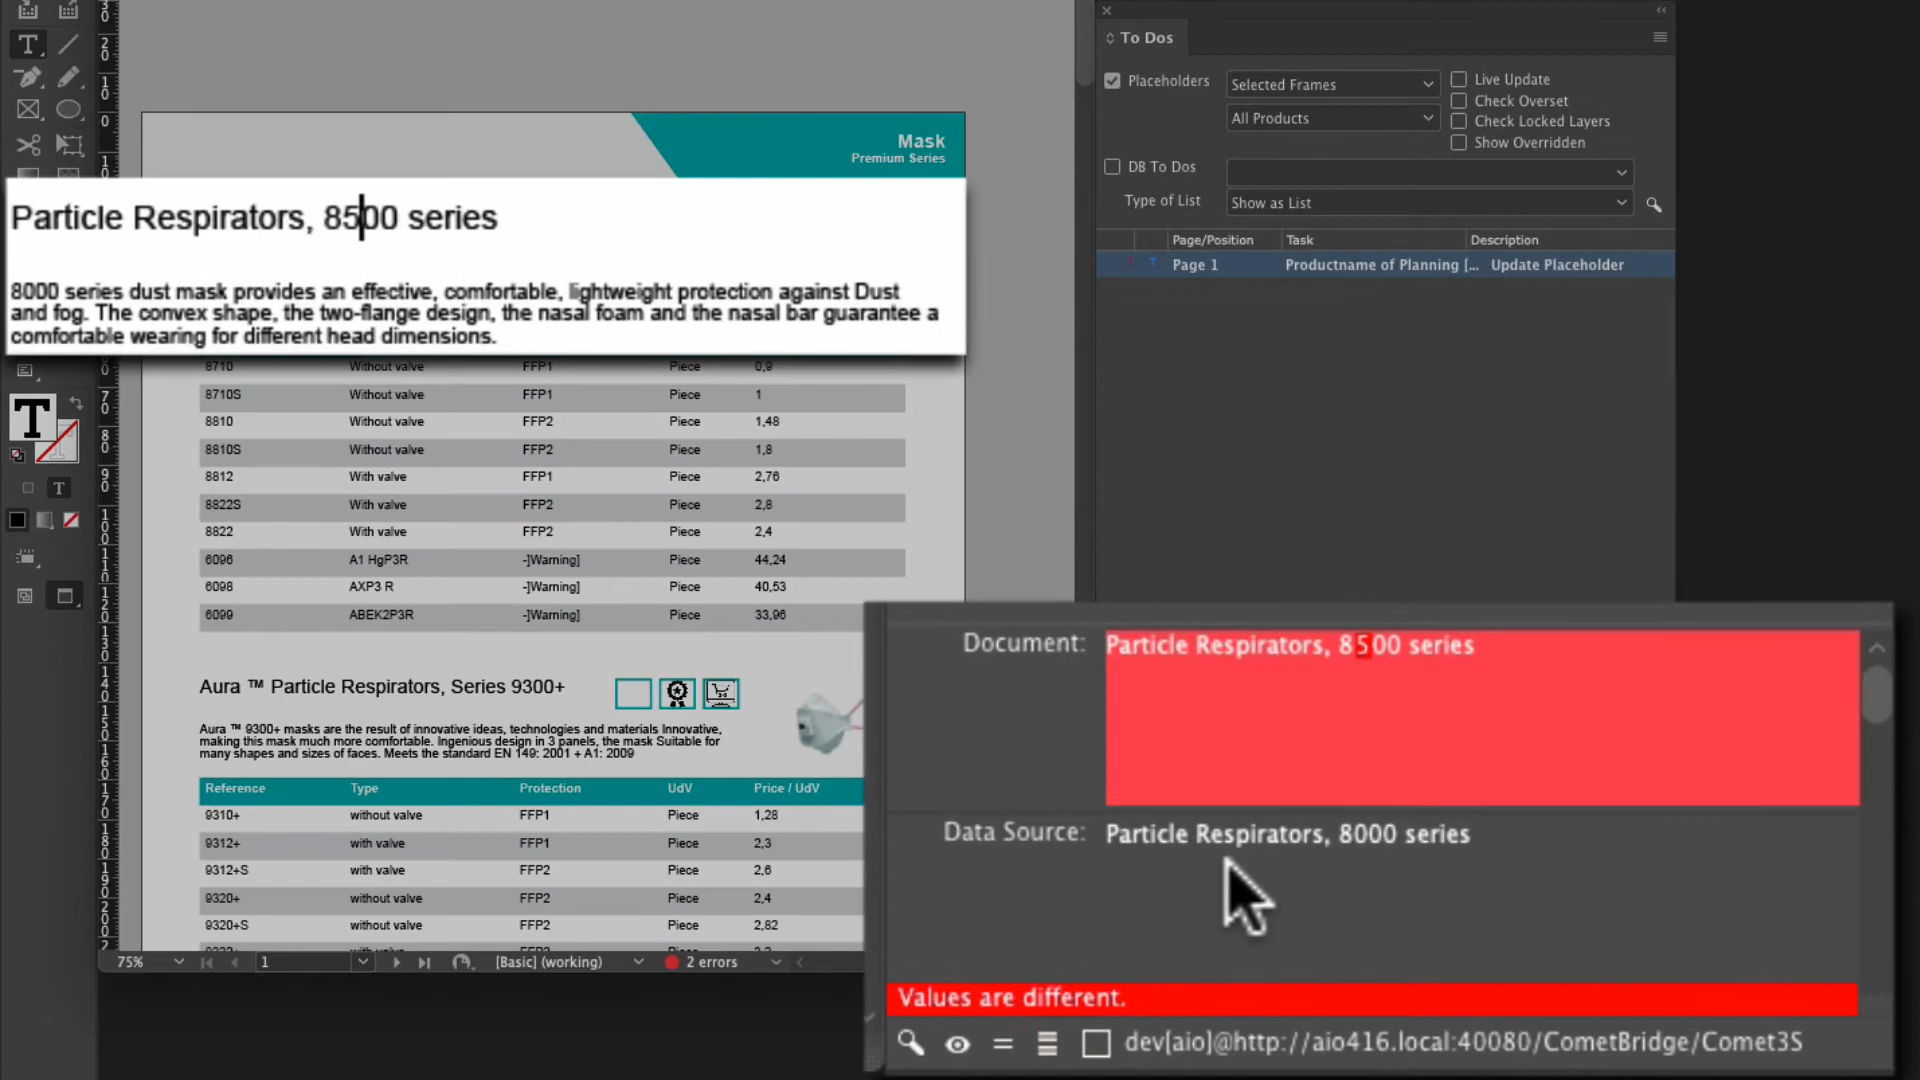 To Dos
Placeholders
Selected Frames
Live Update
Check Overset
All Products
Check Locked Layers
Show Overridden
DB To Dos
Type of List
Show as List
Page/Position Task Description
Page 1 Productname of Planning [... Update Placeholder
Mask
Premium Series
Particle Respirators, 8500 series
8000 series dust mask provides an effective, comfortable, lightweight protection against Dust
and fog. The convex shape, the two-flange design, the nasal foam and the nasal bar guarantee a
comfortable wearing for different head dimensions.
8710 Without valve FFP1 Piece 0,9
8710S Without valve FFP1 Piece 1
8810 Without valve FFP2 Piece 1,48
8810S Without valve FFP2 Piece 1,8
8812 With valve FFP1 Piece 2,76
8822S With valve FFP2 Piece 2,8
8822 With valve FFP2 Piece 2,4
6096 A1 HgP3R -]Warning] Piece 44,24
6098 AXP3 R -]Warning] Piece 40,53
6099 ABEK2P3R -]Warning] Piece 33,96
Aura ™ Particle Respirators, Series 9300+
Aura ™ 9300+ masks are the result of innovative ideas, technologies and materials Innovative,
making this mask much more comfortable. Ingenious design in 3 panels, the mask Suitable for
many shapes and sizes of faces. Meets the standard EN 149: 2001 + A1: 2009
Reference Type Protection UdV Price / UdV
9310+ without valve FFP1 Piece 1,28
9312+ with valve FFP1 Piece 2,3
9312+S with valve FFP2 Piece 2,6
9320+ without valve FFP2 Piece 2,4
9320+S without valve FFP2 Piece 2,82
75% 1 [Basic] (working) 2 errors
Document: Particle Respirators, 8500 series
Data Source: Particle Respirators, 8000 series
Values are different.
dev[aio]@http://aio416.local:40080/CometBridge/Comet3S